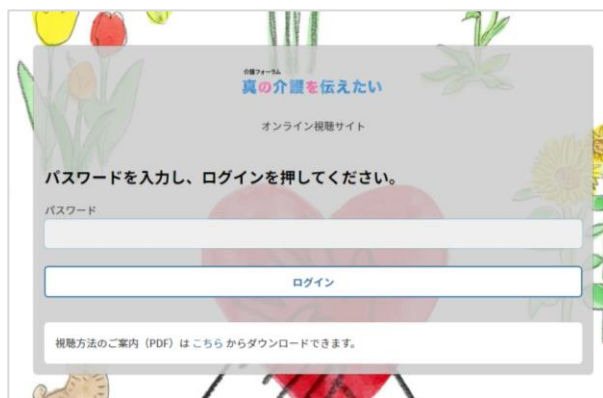 介護フォーラム
真の介護を伝えたい
オンライン視聴サイト
パスワードを入力し、ログインを押してください。
パスワード
ログイン
視聴方法のご案内（PDF）は こちら からダウンロードできます。